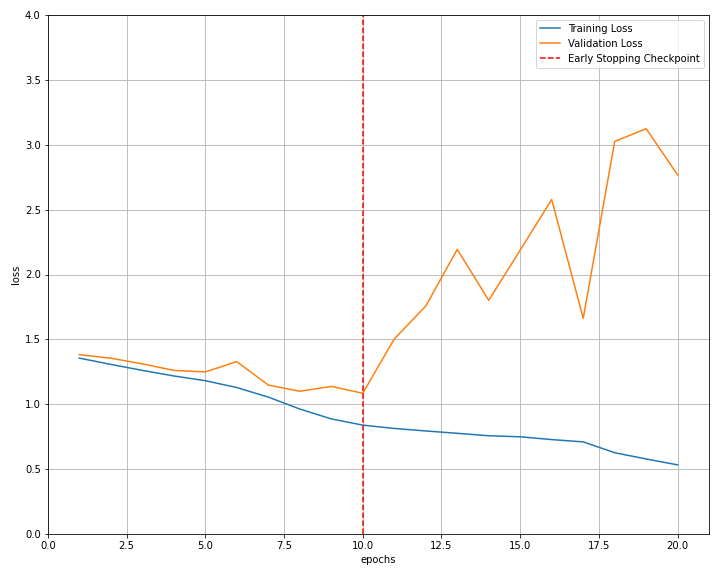 4.0
3.5
3.0
2.5
2.0
1.5
1.0
0.5
0.0
loss
0.0 2.5 5.0 7.5 10.0 12.5 15.0 17.5 20.0
epochs
Training Loss
Validation Loss
Early Stopping Checkpoint